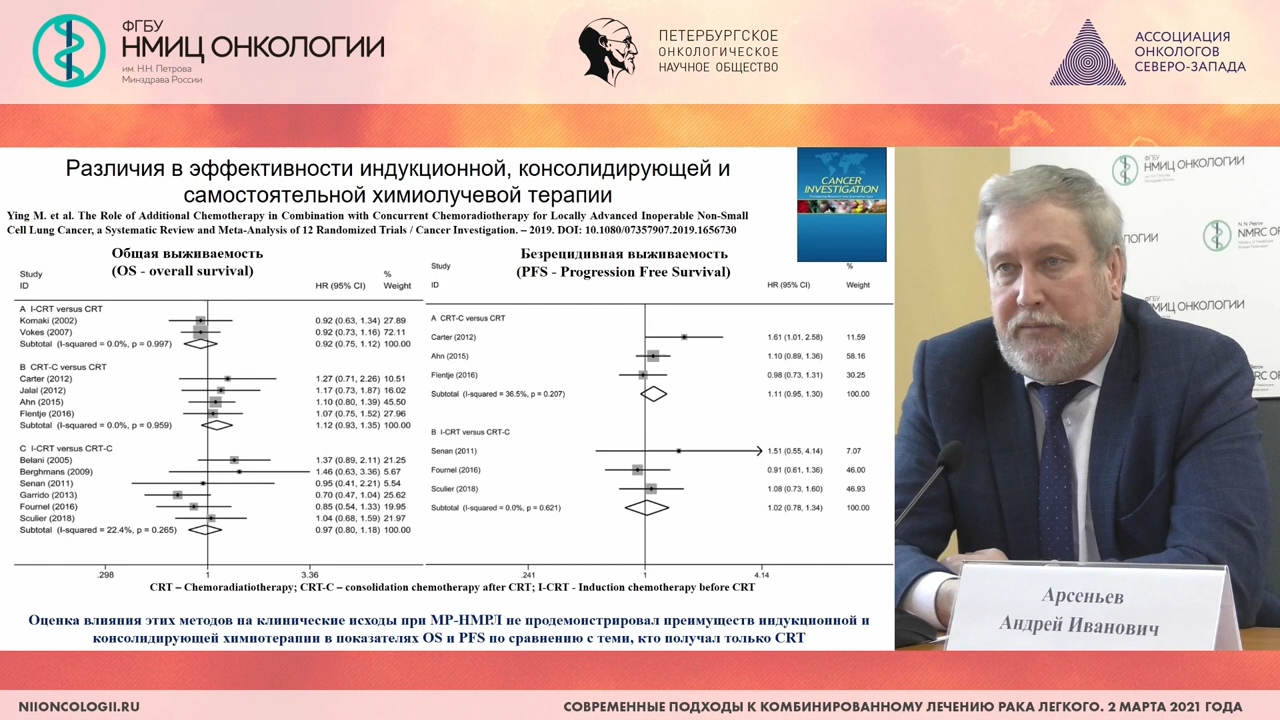 ФГБУ
НМИЦ ОНКОЛОГИИ
им. Н.Н. Петрова
Минздрава России
ПЕТЕРБУРГСКОЕ
ОНКОЛОГИЧЕСКОЕ
НАУЧНОЕ ОБЩЕСТВО
АССОЦИАЦИЯ
ОНКОЛОГОВ
СЕВЕРО-ЗАПАДА
Различия в эффективности индукционной, консолидирующей и
самостоятельной химиолучевой терапии
Ying M. et al. The Role of Additional Chemotherapy in Combination with Concurrent Chemoradiotherapy for Locally Advanced Inoperable Non-Small
Cell Lung Cancer, a Systematic Review and Meta-Analysis of 12 Randomized Trials / Cancer Investigation. – 2019. DOI: 10.1080/07357907.2019.1656730
CANCER
INVESTIGATION
Общая выживаемость
(OS - overall survival)
Study %
ID HR (95% CI) Weight
A I-CRT versus CRT
Komaki (2002) 0.92 (0.63, 1.34) 27.89
Vokes (2007) 0.92 (0.73, 1.16) 72.11
Subtotal (I-squared = 0.0%, p = 0.997) 0.92 (0.75, 1.12) 100.00
B CRT-C versus CRT
Carter (2012) 1.27 (0.71, 2.26) 10.51
Jalal (2012) 1.17 (0.73, 1.87) 16.02
Ahn (2015) 1.10 (0.80, 1.39) 45.50
Flentje (2016) 1.07 (0.75, 1.52) 27.96
Subtotal (I-squared = 0.0%, p = 0.959) 1.12 (0.93, 1.35) 100.00
C I-CRT versus CRT-C
Belani (2005) 1.37 (0.89, 2.11) 21.25
Berghmans (2009) 1.46 (0.63, 3.36) 5.67
Senan (2011) 0.95 (0.41, 2.21) 5.54
Garrido (2013) 0.70 (0.47, 1.04) 25.62
Fournel (2016) 0.85 (0.54, 1.33) 19.95
Sculier (2018) 1.04 (0.68, 1.59) 21.97
Subtotal (I-squared = 22.4%, p = 0.265) 0.97 (0.80, 1.18) 100.00
.298 1 3.36
Безрецидивная выживаемость
(PFS - Progression Free Survival)
Study %
ID HR (95% CI) Weight
A CRT-C versus CRT
Carter (2012) 1.61 (1.01, 2.58) 11.59
Ahn (2015) 1.10 (0.89, 1.36) 58.16
Flentje (2016) 0.98 (0.73, 1.31) 30.25
Subtotal (I-squared = 36.5%, p = 0.207) 1.11 (0.95, 1.30) 100.00
B I-CRT versus CRT-C
Senan (2011) 1.51 (0.55, 4.14) 7.07
Fournel (2016) 0.91 (0.61, 1.36) 46.00
Sculier (2018) 1.08 (0.73, 1.60) 46.93
Subtotal (I-squared = 0.0%, p = 0.621) 1.02 (0.78, 1.34) 100.00
.241 1 4.14
CRT – Chemoradiatiotherapy; CRT-C – consolidation chemotherapy after CRT; I-CRT - Induction chemotherapy before CRT
Оценка влияния этих методов на клинические исходы при МР-НМРЛ не продемонстрировал преимуществ индукционной и
консолидирующей химиотерапии в показателях OS и PFS по сравнению с теми, кто получал только CRT
ФГБУ
НМИЦ ОНКОЛОГИИ
NMRC OF
ОГИИ
ФГБУ
НМИЦ ОНКОЛОГИИ
NMRC O
Арсеньев
Андрей Иванович
NIIONCOLOGII.RU
СОВРЕМЕННЫЕ ПОДХОДЫ К КОМБИНИРОВАННОМУ ЛЕЧЕНИЮ РАКА ЛЕГКОГО. 2 МАРТА 2021 ГОДА